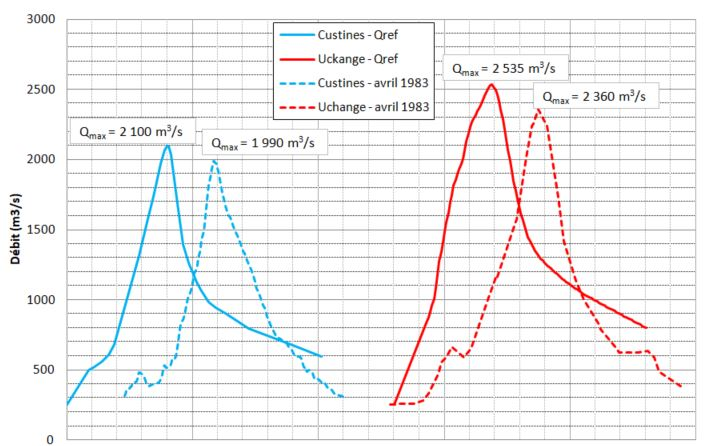 3000
2500
2000
1500
1000
500
0
Débit (m3/s)
Custines - Qref
Uckange - Qref
Custines - avril 1983
Uchange - avril 1983
Qmax = 2 100 m³/s
Qmax = 1 990 m³/s
Qmax = 2 535 m³/s
Qmax = 2 360 m³/s